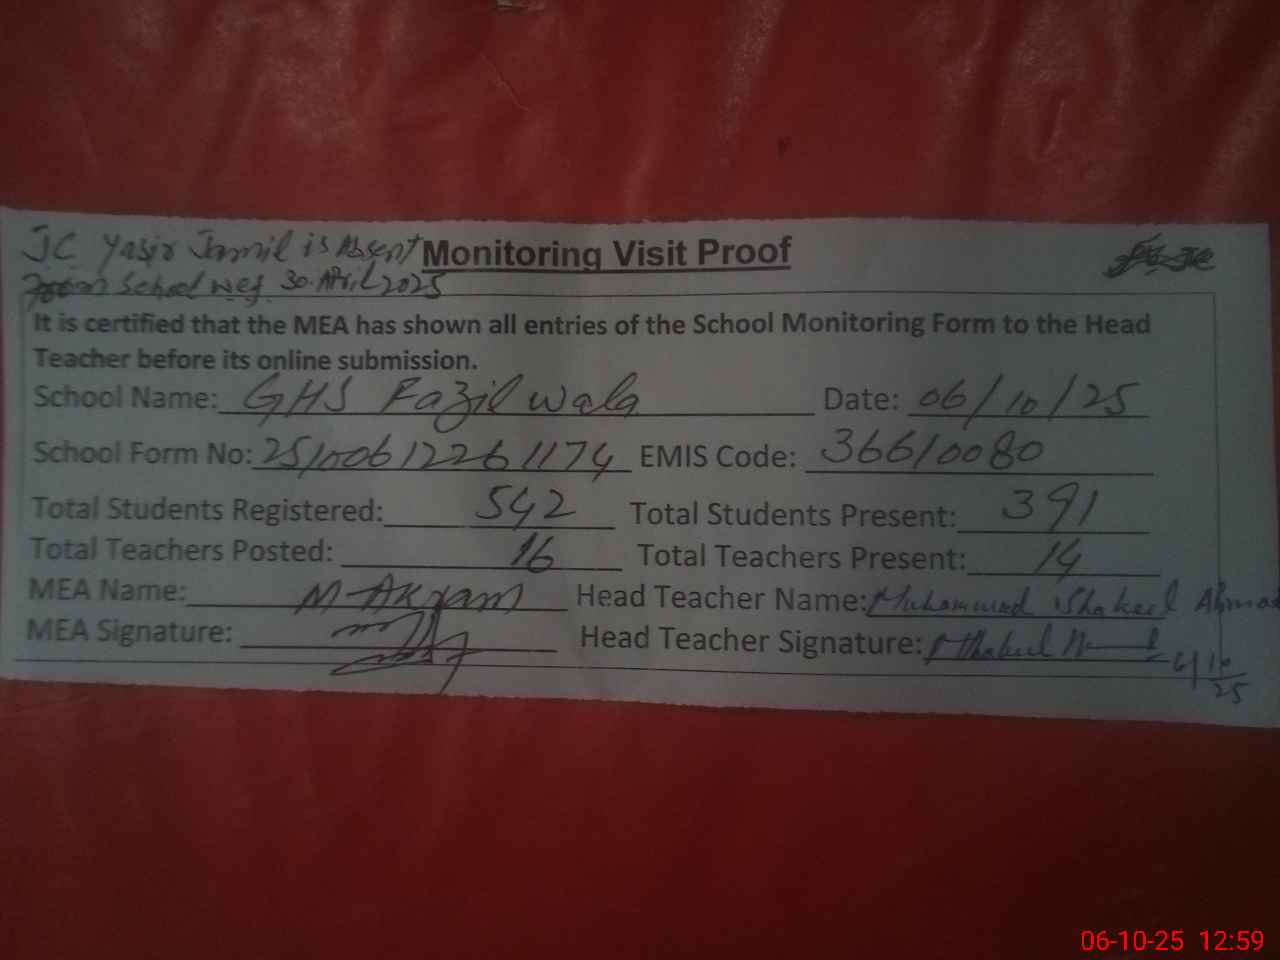 JC Yasir Jamil is Absent
from School wef 30-April 2025
Monitoring Visit Proof
It is certified that the MEA has shown all entries of the School Monitoring Form to the Head
Teacher before its online submission.
School Name: GHS Fazil wala Date: 06/10/25
School Form No: 251006122261174 EMIS Code: 36610080
Total Students Registered: 542 Total Students Present: 391
Total Teachers Posted: 16 Total Teachers Present: 14
MEA Name: M-Akram Head Teacher Name: Muhammad Shakeel Ahmad
MEA Signature: Head Teacher Signature:
6/10/25
06-10-25 12:59